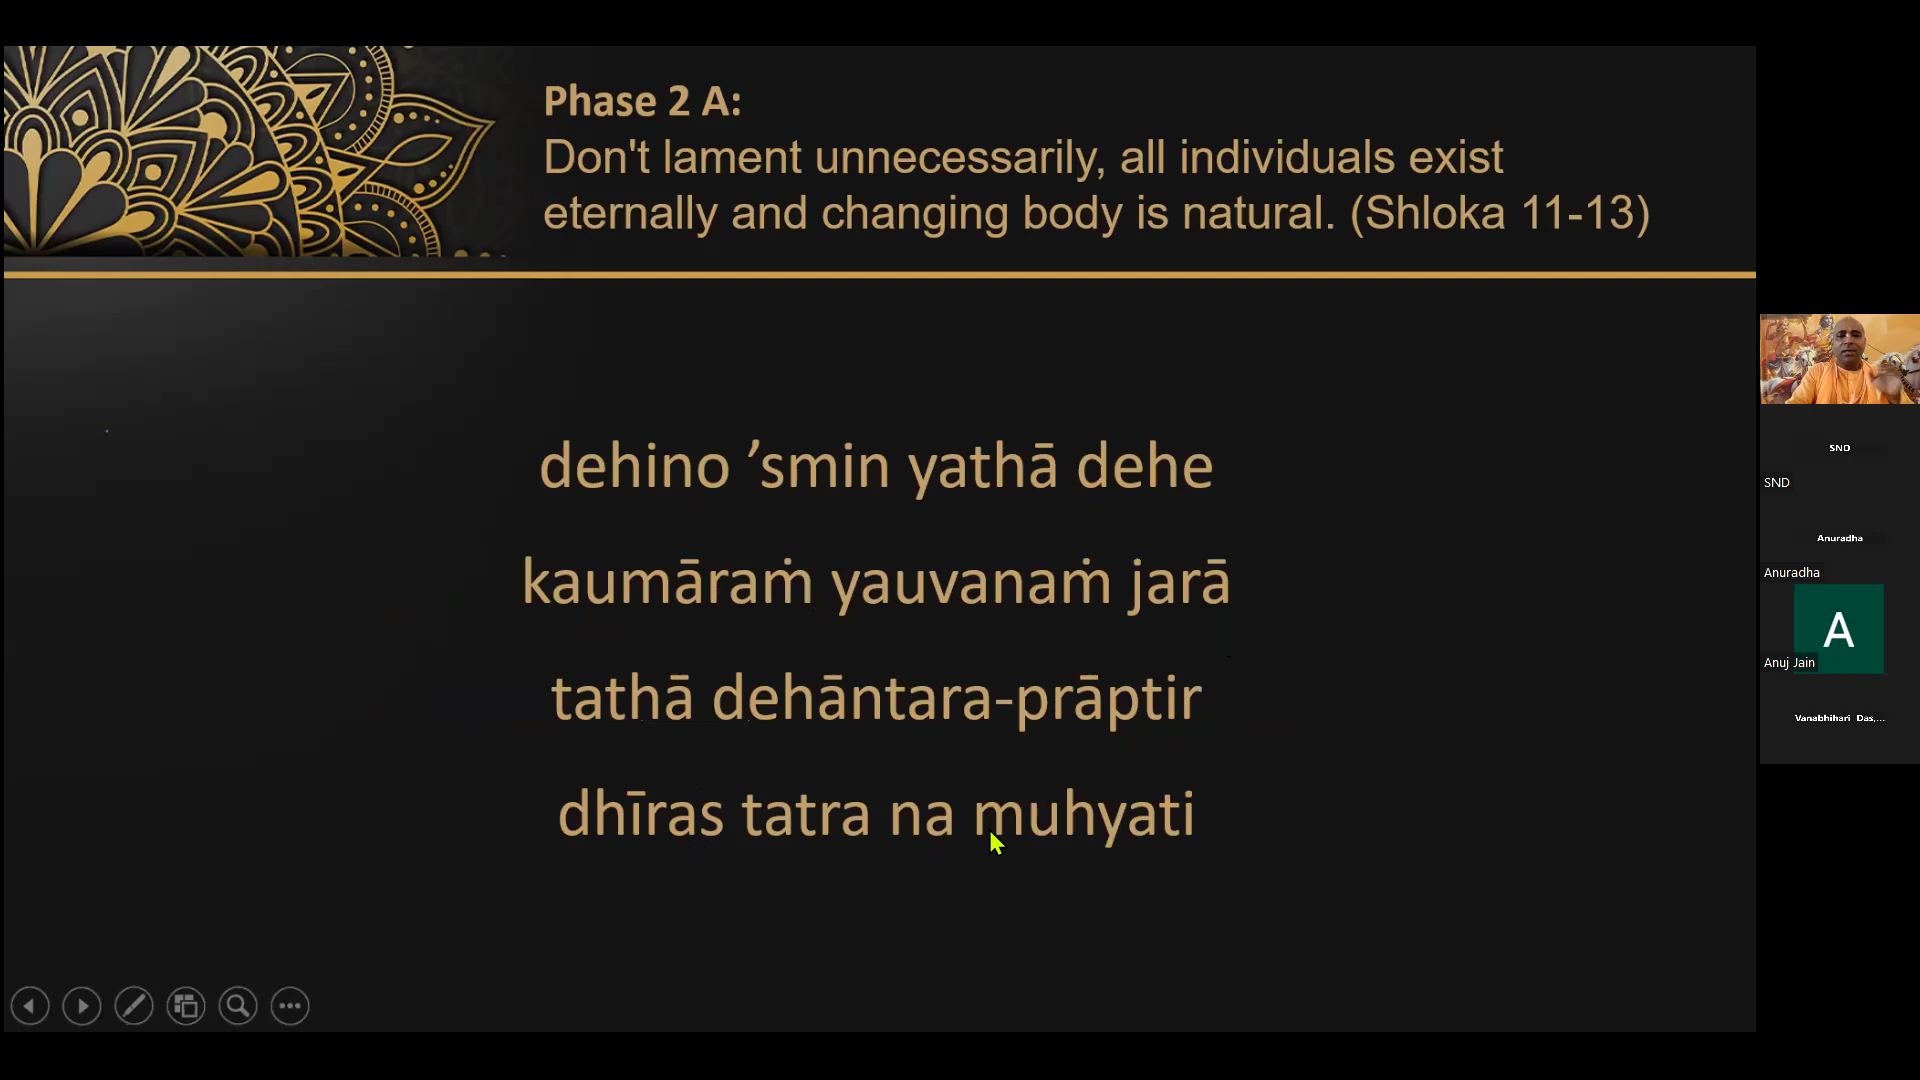 Phase 2 A:
Don't lament unnecessarily, all individuals exist
eternally and changing body is natural. (Shloka 11-13)
dehino ’smin yathā dehe
kaumāraṁ yauvanaṁ jarā
tathā dehāntara-prāptir
dhīras tatra na muhyati
SND
SND
Anuradha
Anuradha
A
Anuj Jain
Vanabhihari Das,...